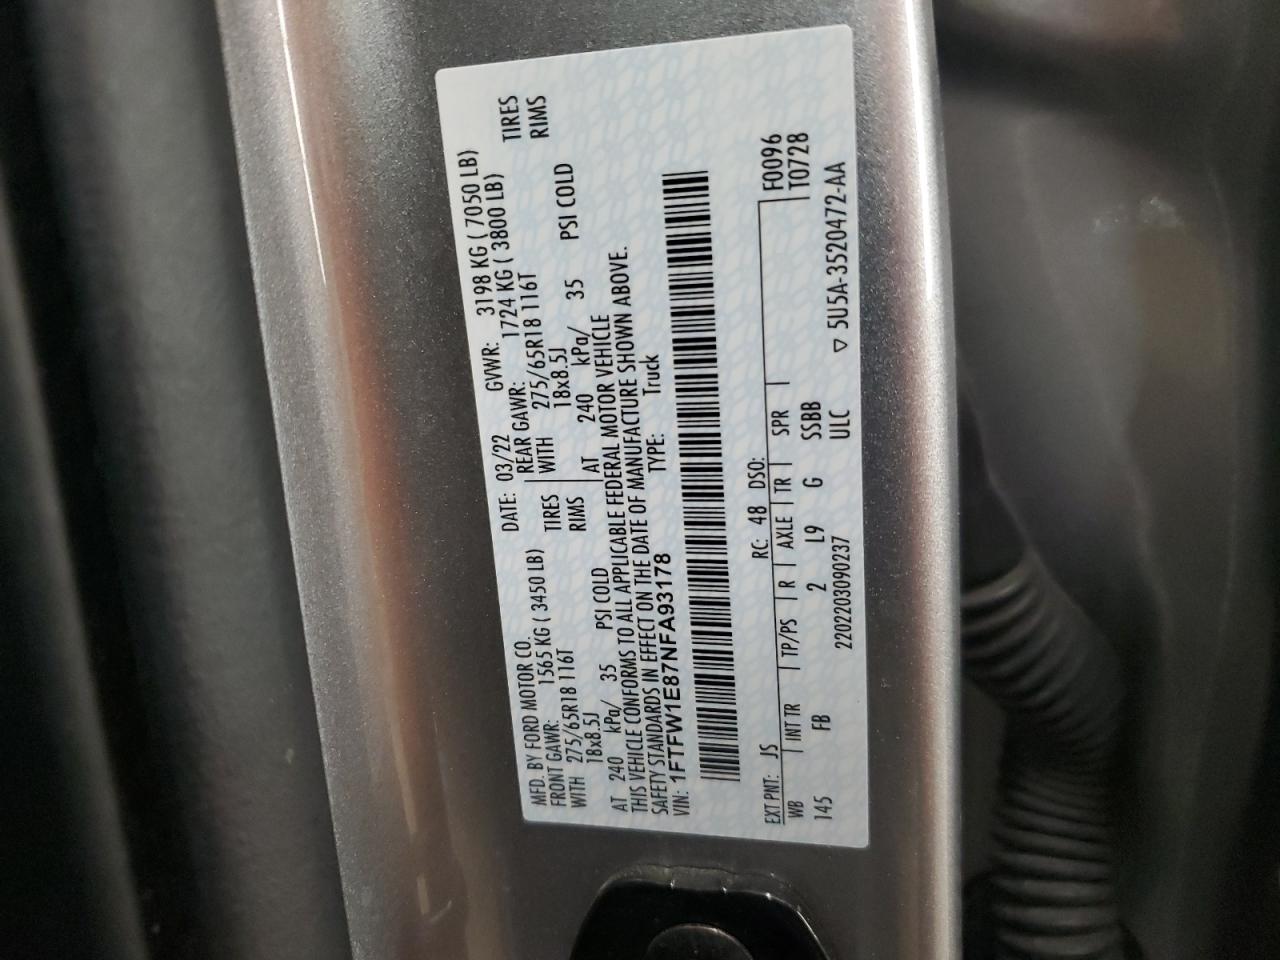 MFD. BY FORD MOTOR CO.
DATE: 03/22 GVWR: 3198 KG ( 7050 LB)
FRONT GAWR: 1565 KG ( 3450 LB) REAR GAWR: 1724 KG ( 3800 LB)
WITH 275/65R18 116T TIRES WITH 275/65R18 116T TIRES
18x8.5J RIMS 18x8.5J RIMS
AT 240 kPa/ 35 PSI COLD AT 240 kPa/ 35 PSI COLD
THIS VEHICLE CONFORMS TO ALL APPLICABLE FEDERAL MOTOR VEHICLE
SAFETY STANDARDS IN EFFECT ON THE DATE OF MANUFACTURE SHOWN ABOVE.
VIN: 1FTFW1E87NFA93178 TYPE: Truck
EXT PNT: JS RC: 48 DSO: F0096
WB INT TR TP/PS R AXLE TR SPR T0728
145 FB 2 L9 G SSBB
2202203090237 ULC ▽ 5U5A-3520472-AA